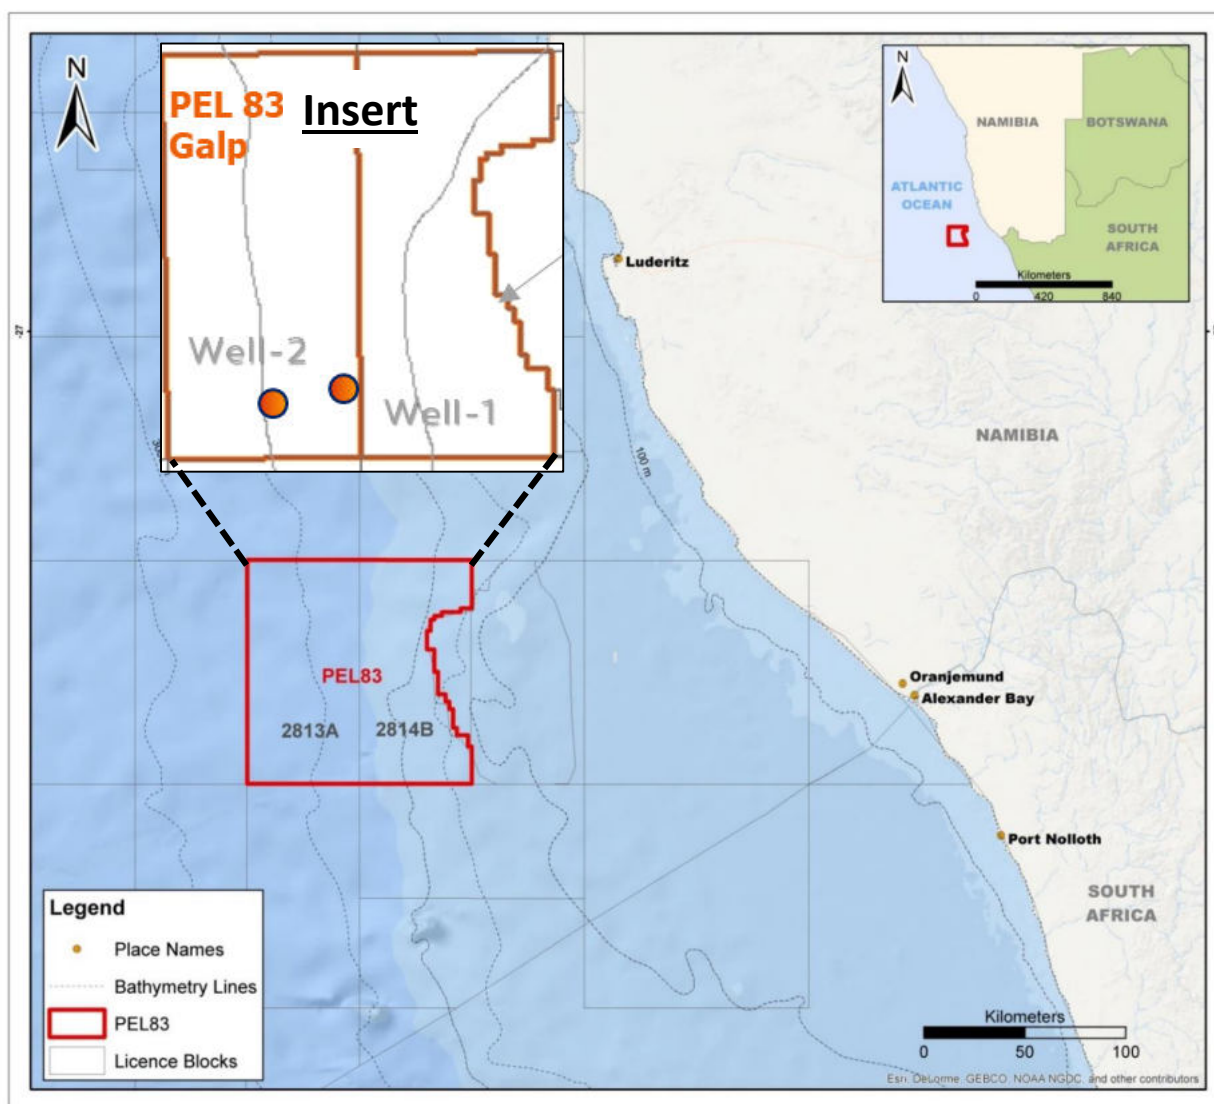 N
PEL 83
Galp
Insert
Well-2
Well-1
N
NAMIBIA
BOTSWANA
ATLANTIC
OCEAN
SOUTH
AFRICA
Kilometers
0 420 840
Luderitz
-27
NAMIBIA
100 m
PEL83
2813A
2814B
Oranjemund
Alexander Bay
Port Nolloth
SOUTH
AFRICA
Legend
Place Names
Bathymetry Lines
PEL83
Licence Blocks
Kilometers
0 50 100
Esri, DeLorme, GEBCO, NOAA NGDC, and other contributors